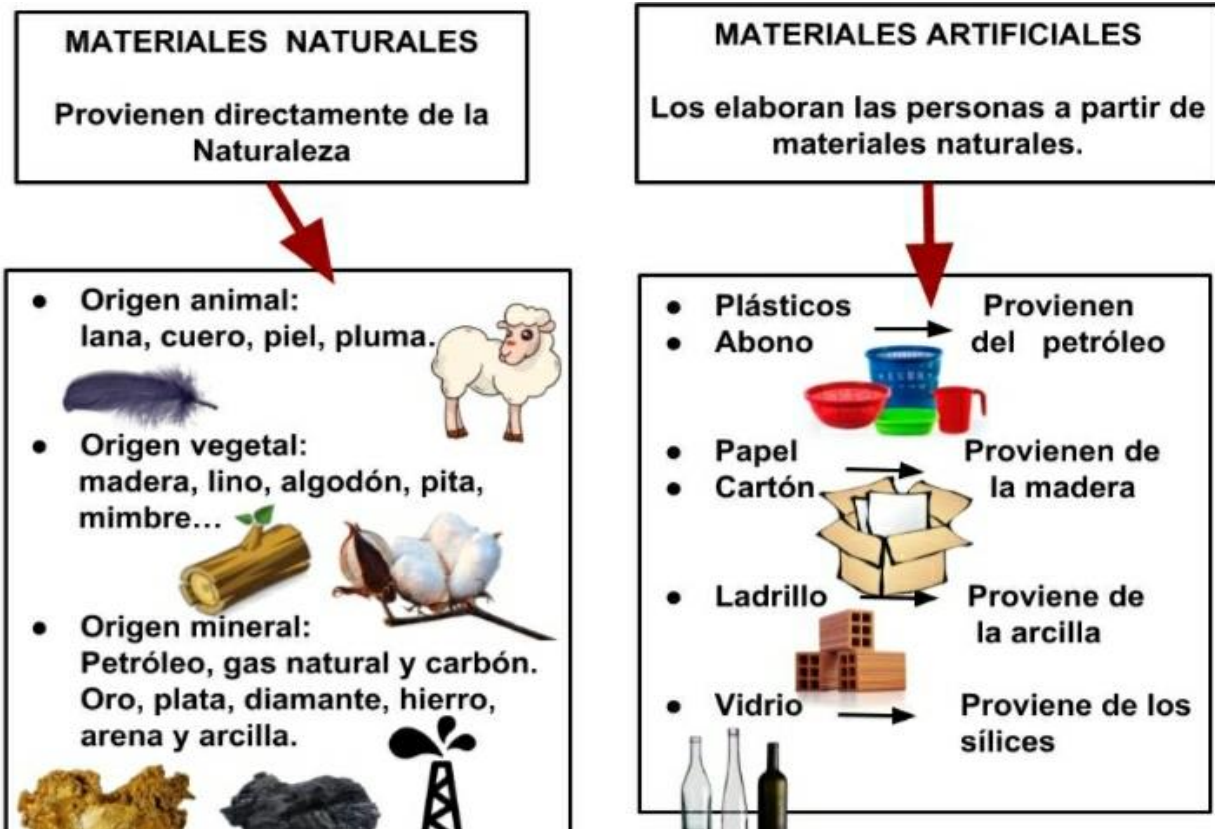 MATERIALES NATURALES
Provienen directamente de la
Naturaleza
● Origen animal:
lana, cuero, piel, pluma.
● Origen vegetal:
madera, lino, algodón, pita,
mimbre...
● Origen mineral:
Petróleo, gas natural y carbón.
Oro, plata, diamante, hierro,
arena y arcilla.
MATERIALES ARTIFICIALES
Los elaboran las personas a partir de
materiales naturales.
● Plásticos Provienen
● Abono del petróleo
● Papel Provienen de
● Cartón la madera
● Ladrillo Proviene de
la arcilla
● Vidrio Proviene de los
sílices